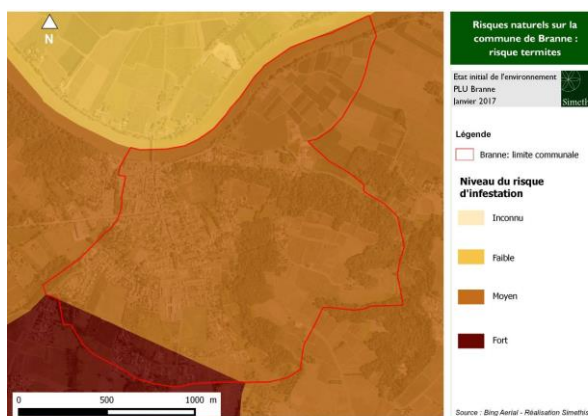 N
Risques naturels sur la
commune de Branne :
risque termites
Etat initial de l'environnement
PLU Branne
Janvier 2017
Légende
Branne: limite communale
Niveau du risque
d'infestation
Inconnu
Faible
Moyen
Fort
0 500 1000 m
Source : Bing Aerial - Réalisation Simethis